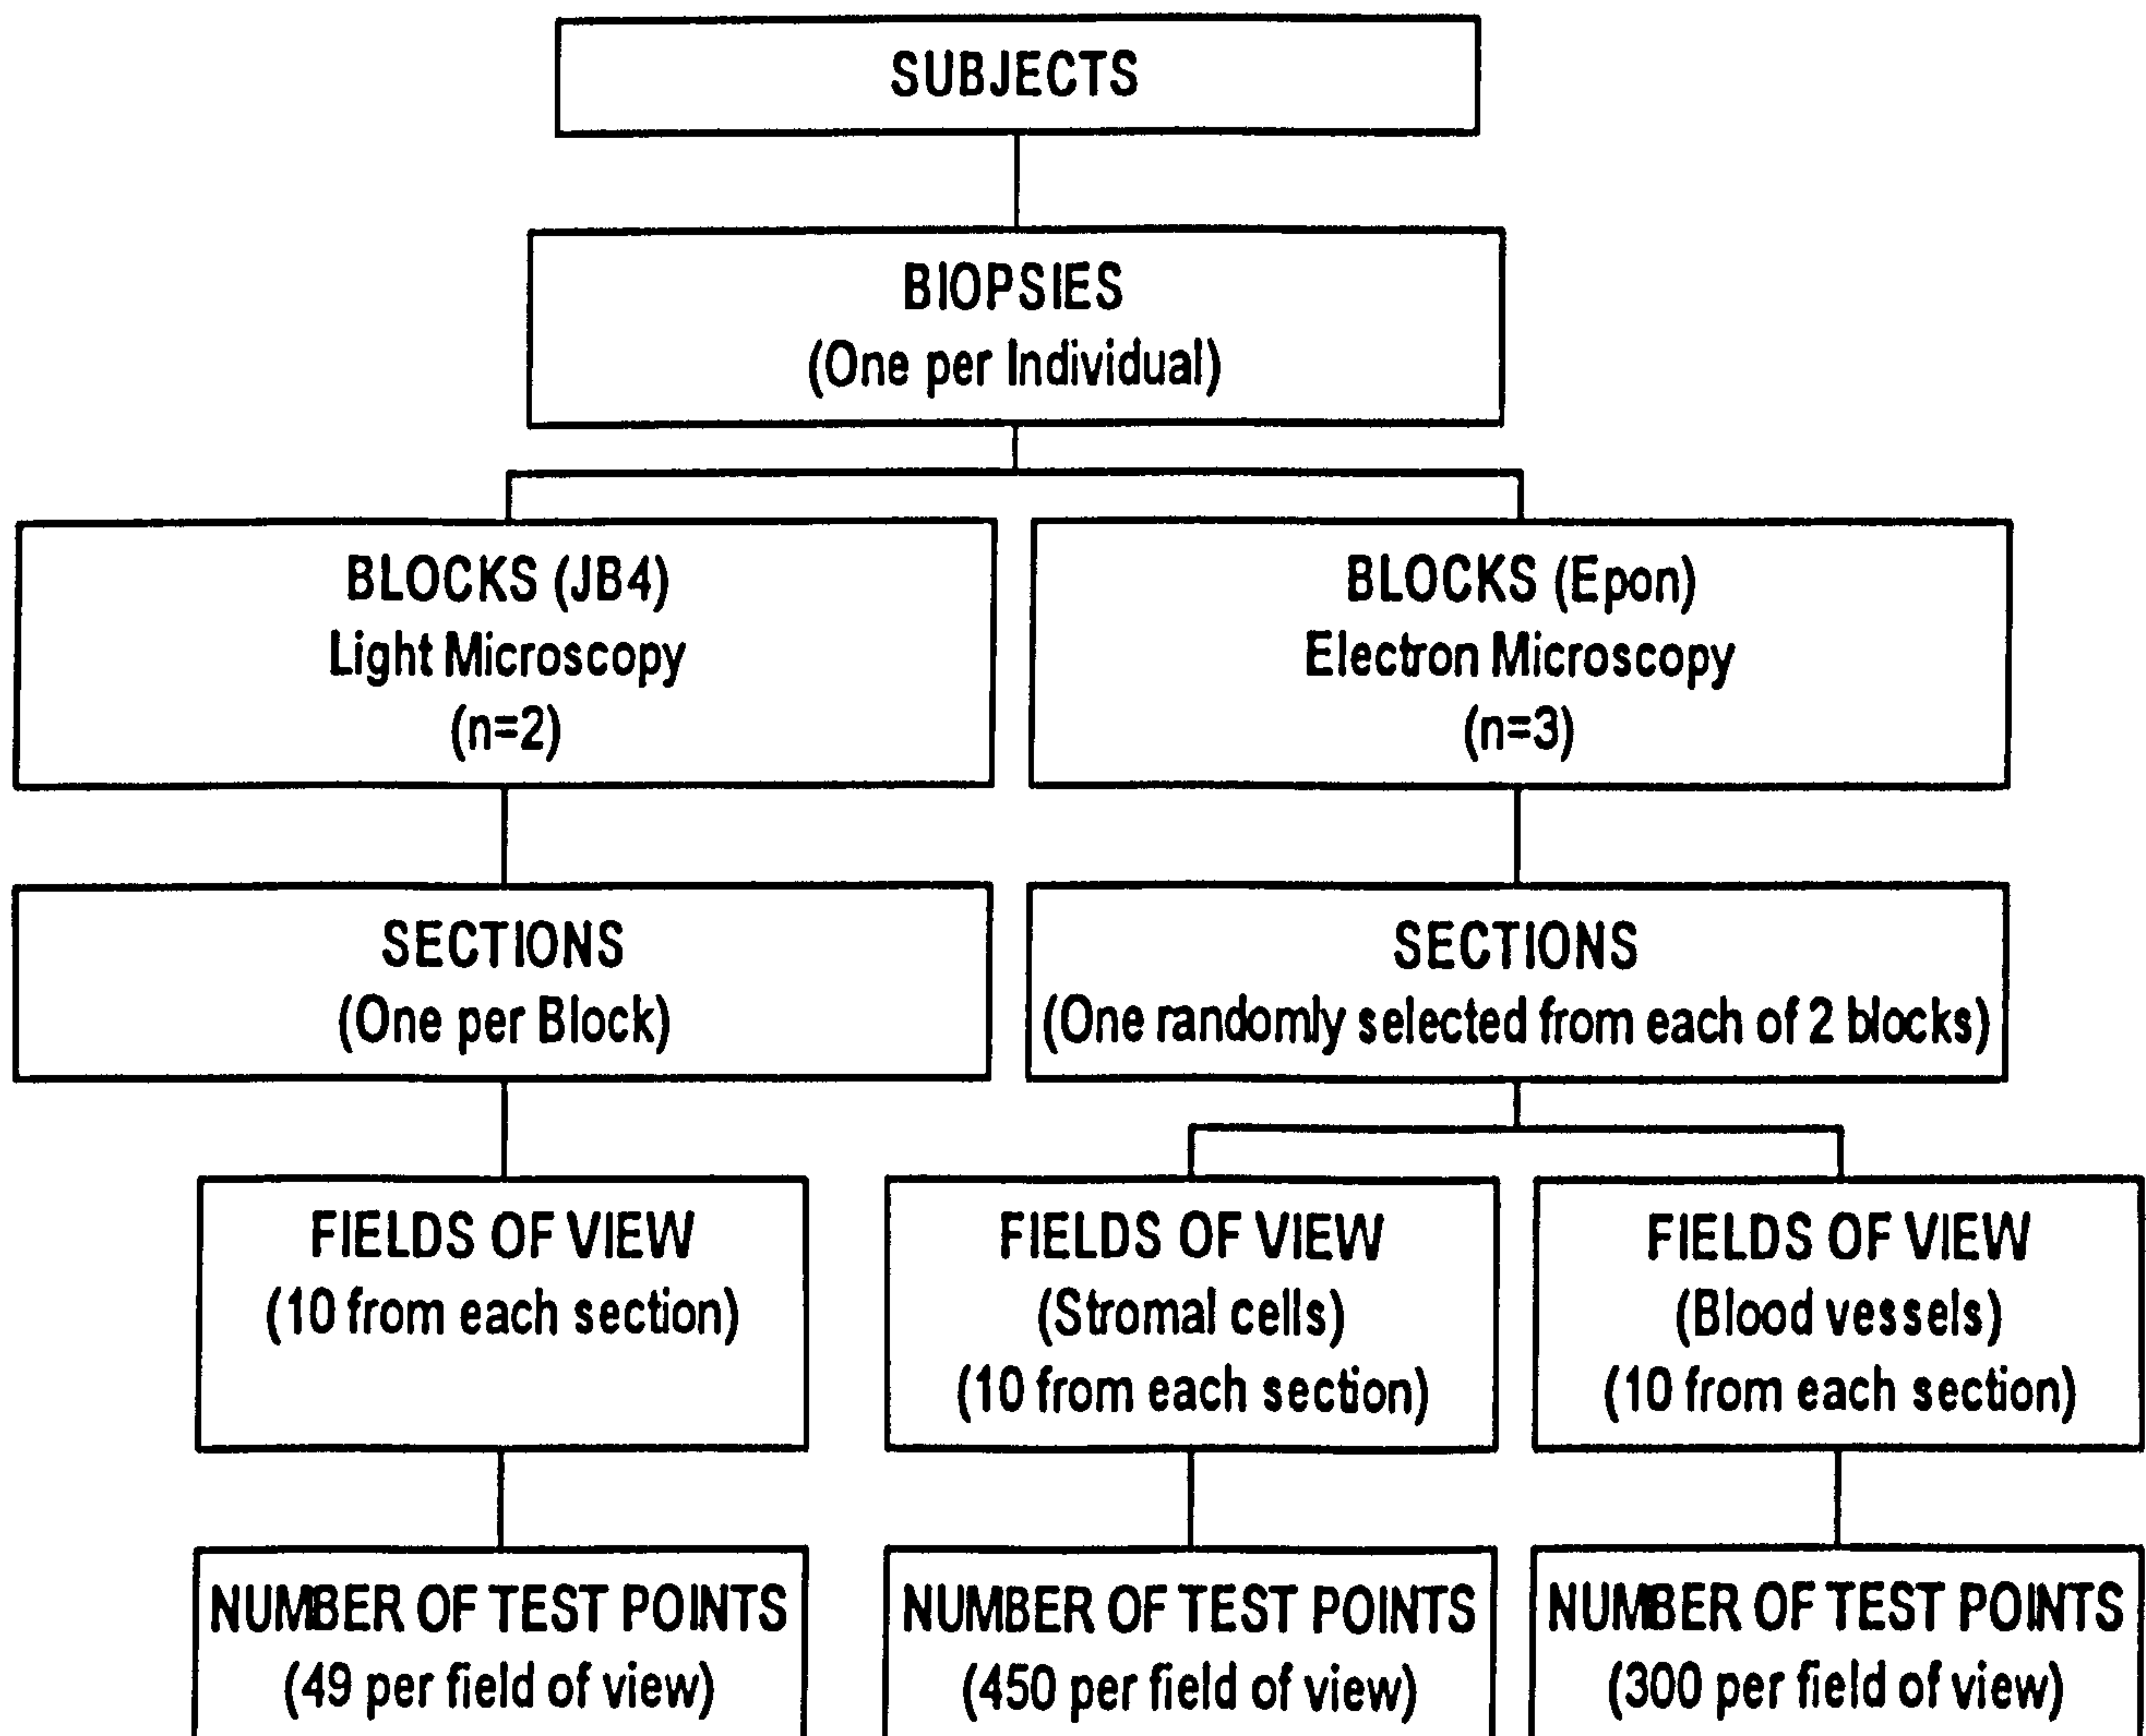 SUBJECTS
BIOPSIES
(One per Individual)
BLOCKS (JB4)
Light Microscopy
(n=2)
BLOCKS (Epon)
Electron Microscopy
(n=3)
SECTIONS
(One per Block)
SECTIONS
(One randomly selected from each of 2 blocks)
FIELDS OF VIEW
(10 from each section)
FIELDS OF VIEW
(Stromal cells)
(10 from each section)
FIELDS OF VIEW
(Blood vessels)
(10 from each section)
NUMBER OF TEST POINTS
(49 per field of view)
NUMBER OF TEST POINTS
(450 per field of view)
NUMBER OF TEST POINTS
(300 per field of view)